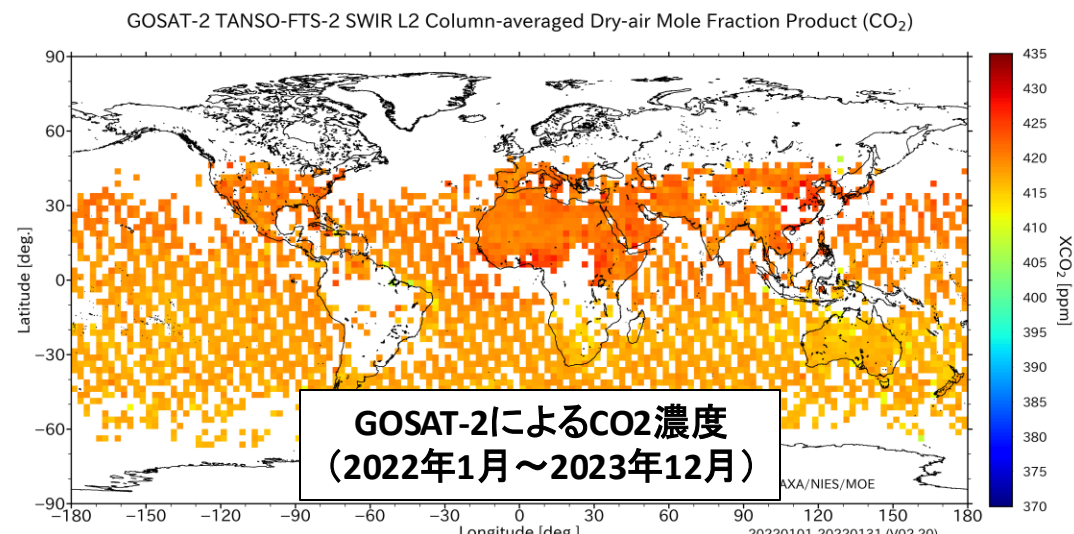 GOSAT-2 TANSO-FTS-2 SWIR L2 Column-averaged Dry-air Mole Fraction Product (CO₂)
90
60
30
0
−30
−60
−90
Latitude [deg.]
−180 −150 −120 −90 −60 −30 0 30 60 90 120 150 180
Longitude [deg.]
435
430
425
420
415
410
405
400
395
390
385
380
375
370
XCO₂ [ppm]
GOSAT-2によるCO2濃度
（2022年1月～2023年12月）
AXA/NIES/MOE
20220101-20220131 (V02.20)